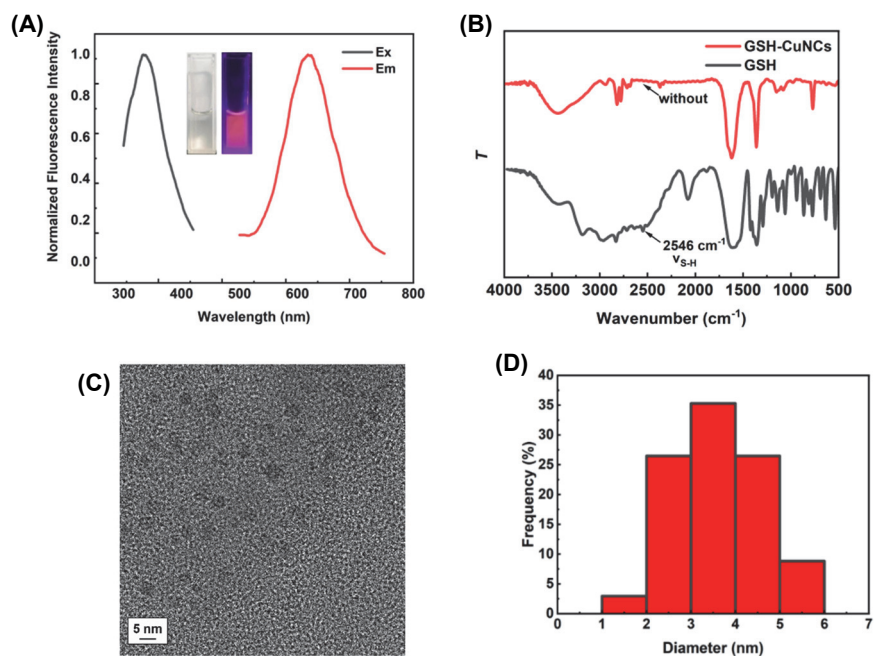 (A)
Normalized Fluorescence Intensity
1.0
0.8
0.6
0.4
0.2
0.0
Ex
Em
300 400 500 600 700 800
Wavelength (nm)
(B)
T
GSH-CuNCs
GSH
without
2546 cm⁻¹
νS-H
4000 3500 3000 2500 2000 1500 1000 500
Wavenumber (cm⁻¹)
(C)
5 nm
(D)
Frequency (%)
40
35
30
25
20
15
10
5
0
0 1 2 3 4 5 6 7
Diameter (nm)